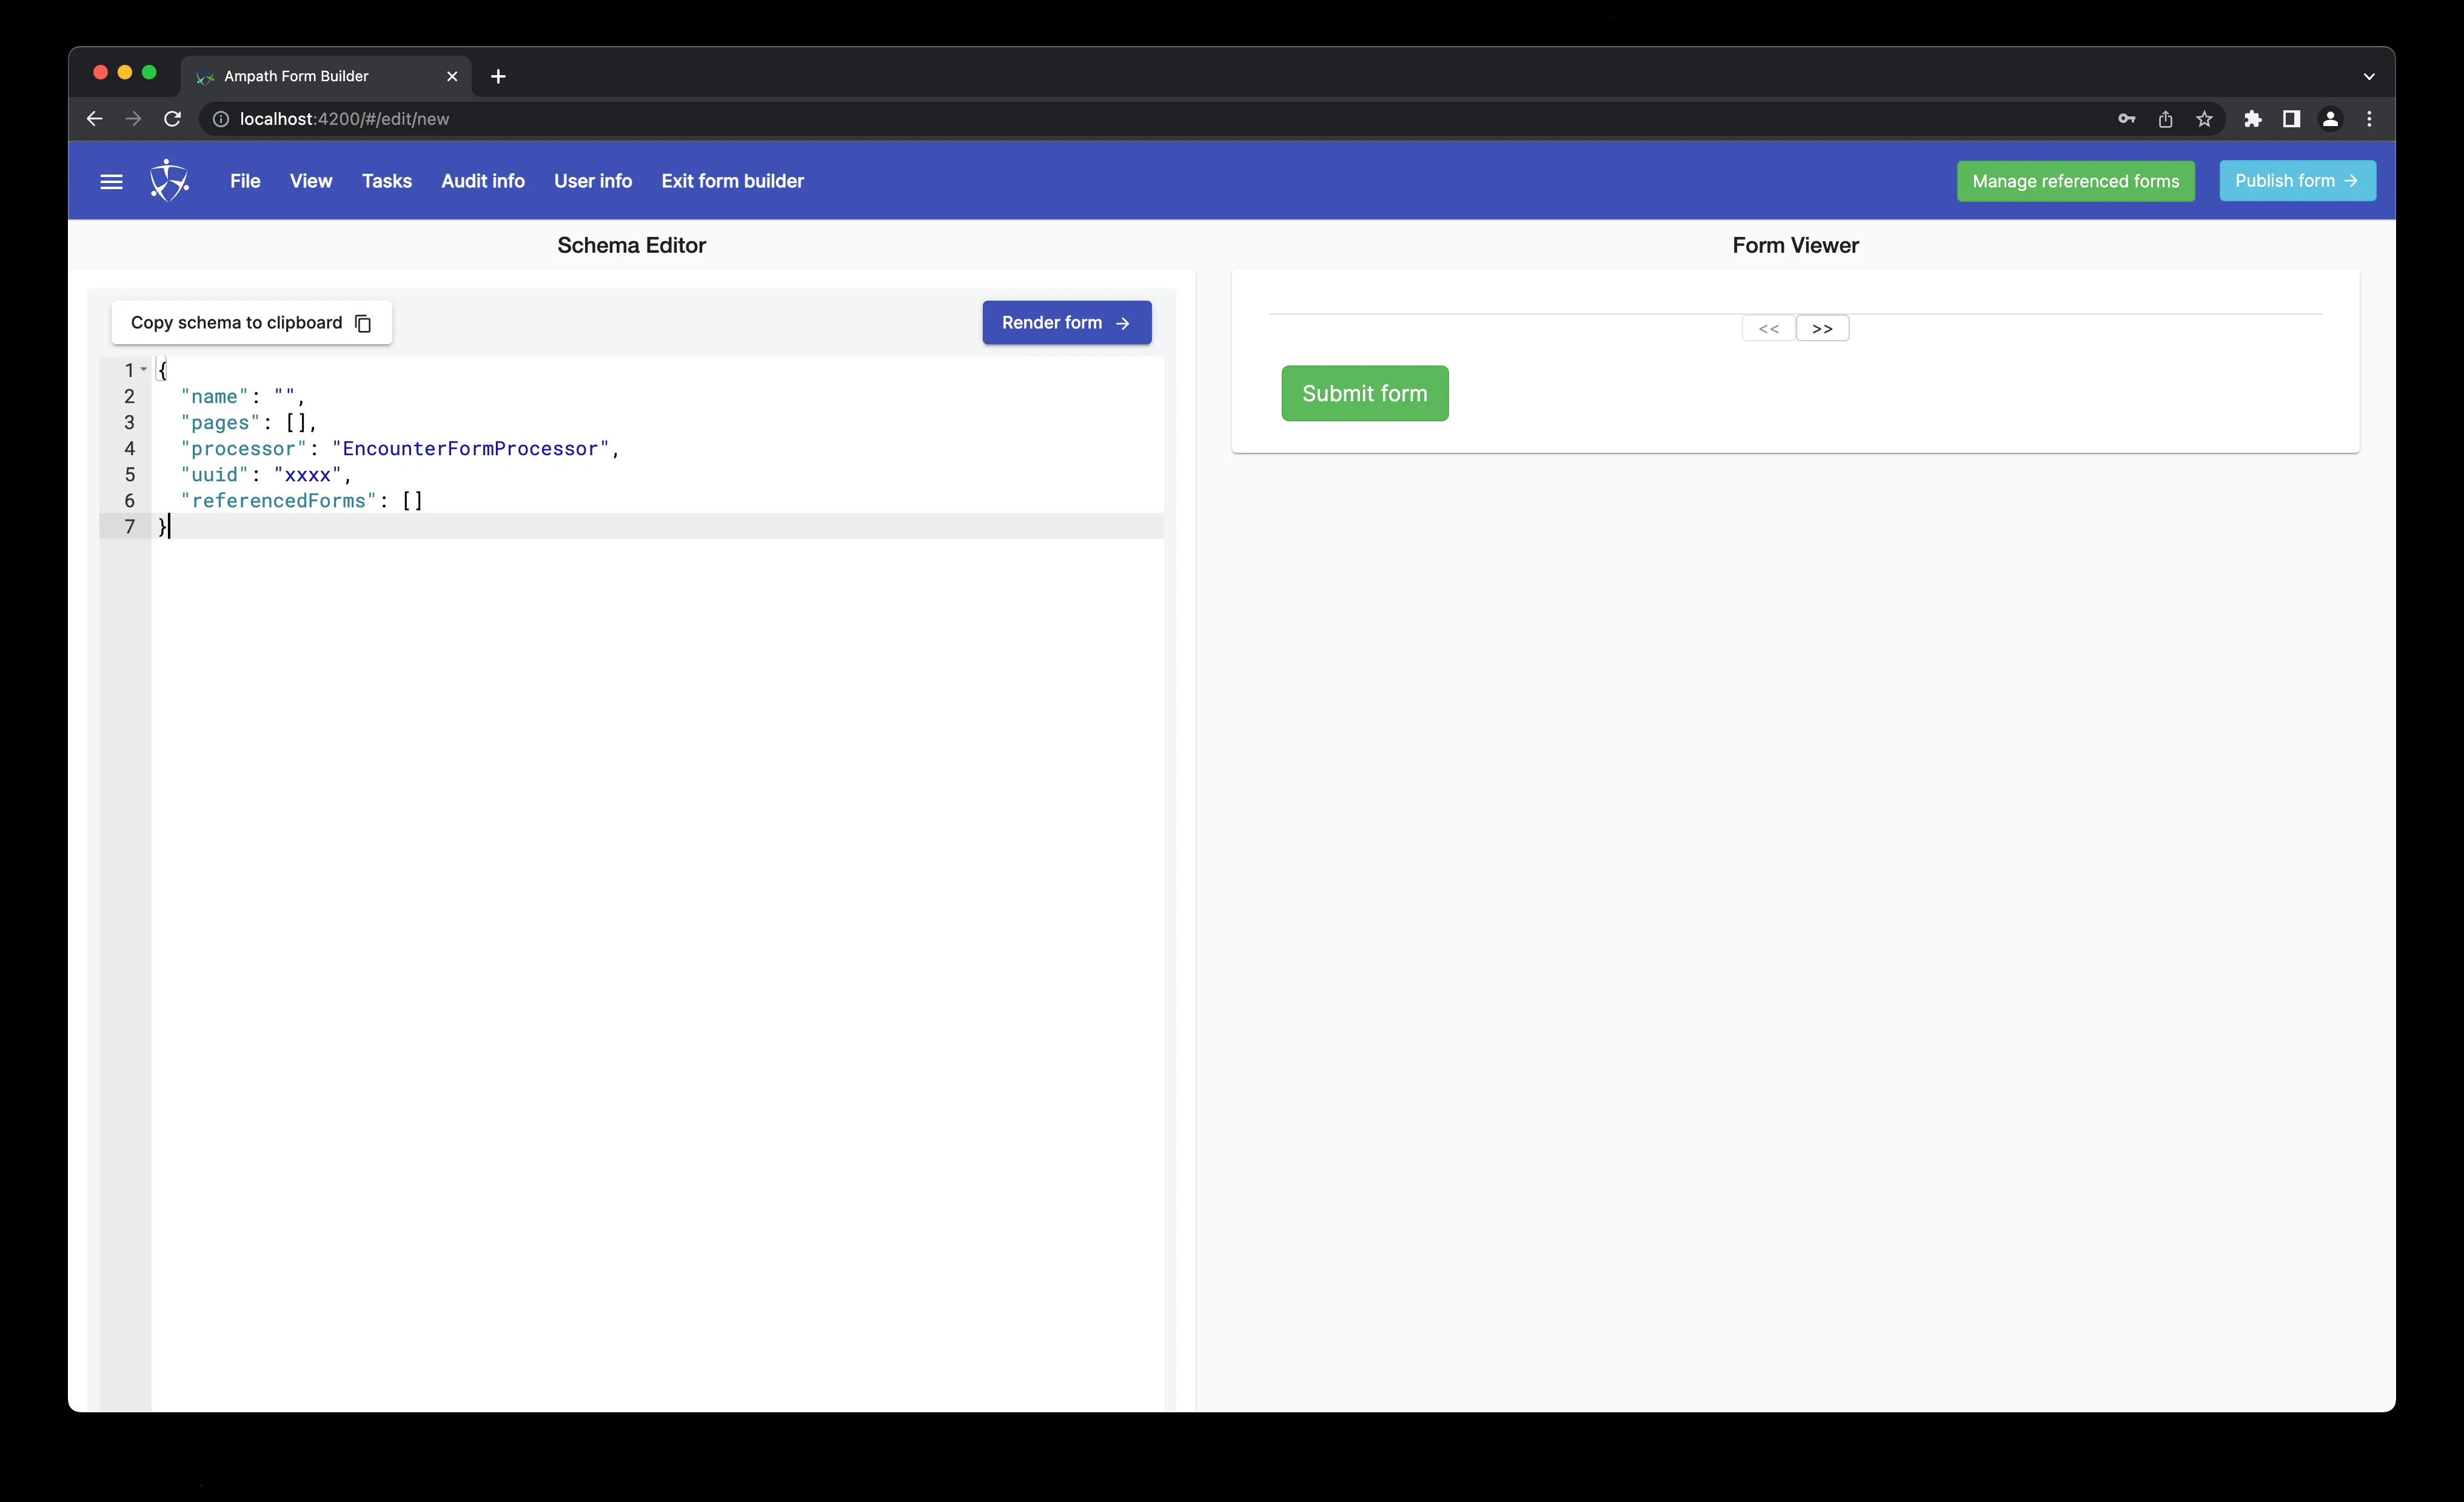 Ampath Form Builder
localhost:4200/#/edit/new
File View Tasks Audit info User info Exit form builder Manage referenced forms Publish form
Schema Editor
Form Viewer
Copy schema to clipboard
Render form
<< >>
Submit form
1 {
2 "name": "",
3 "pages": [],
4 "processor": "EncounterFormProcessor",
5 "uuid": "xxxx",
6 "referencedForms": []
7 }